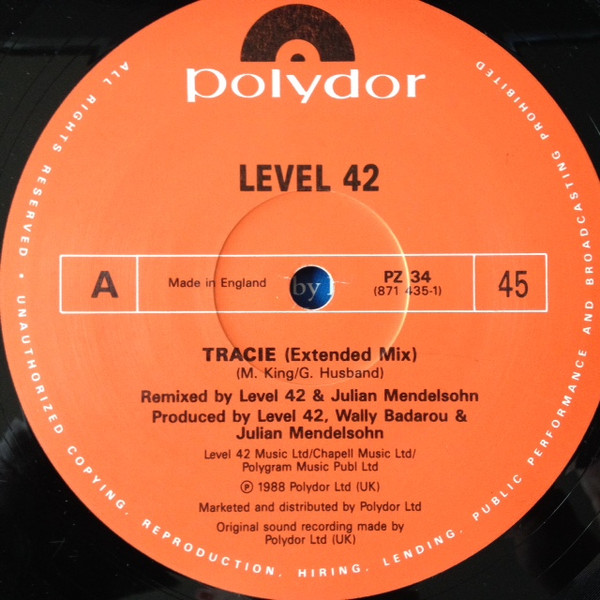 polydor
LEVEL 42
A
Made in England
by
PZ 34
(871 435-1)
45
TRACIE (Extended Mix)
(M. King/G. Husband)
Remixed by Level 42 & Julian Mendelsohn
Produced by Level 42, Wally Badarou &
Julian Mendelsohn
Level 42 Music Ltd/Chapell Music Ltd/
Polygram Music Publ Ltd
℗ 1988 Polydor Ltd (UK)
Marketed and distributed by Polydor Ltd
Original sound recording made by
Polydor Ltd (UK)
ALL RIGHTS RESERVED • UNAUTHORIZED COPYING, REPRODUCTION, HIRING, LENDING, PUBLIC PERFORMANCE AND BROADCASTING PROHIBITED